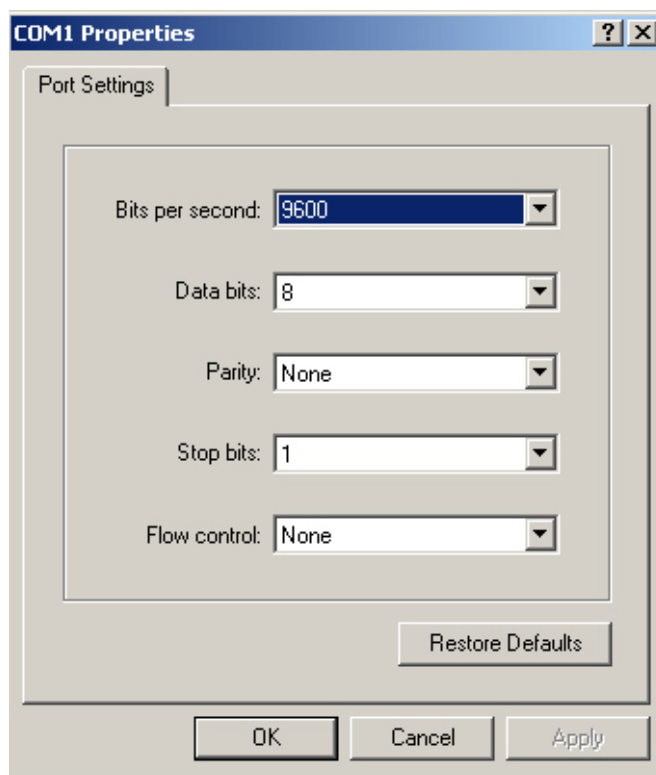 COM1 Properties
Port Settings
Bits per second: 9600
Data bits: 8
Parity: None
Stop bits: 1
Flow control: None
Restore Defaults
OK Cancel Apply